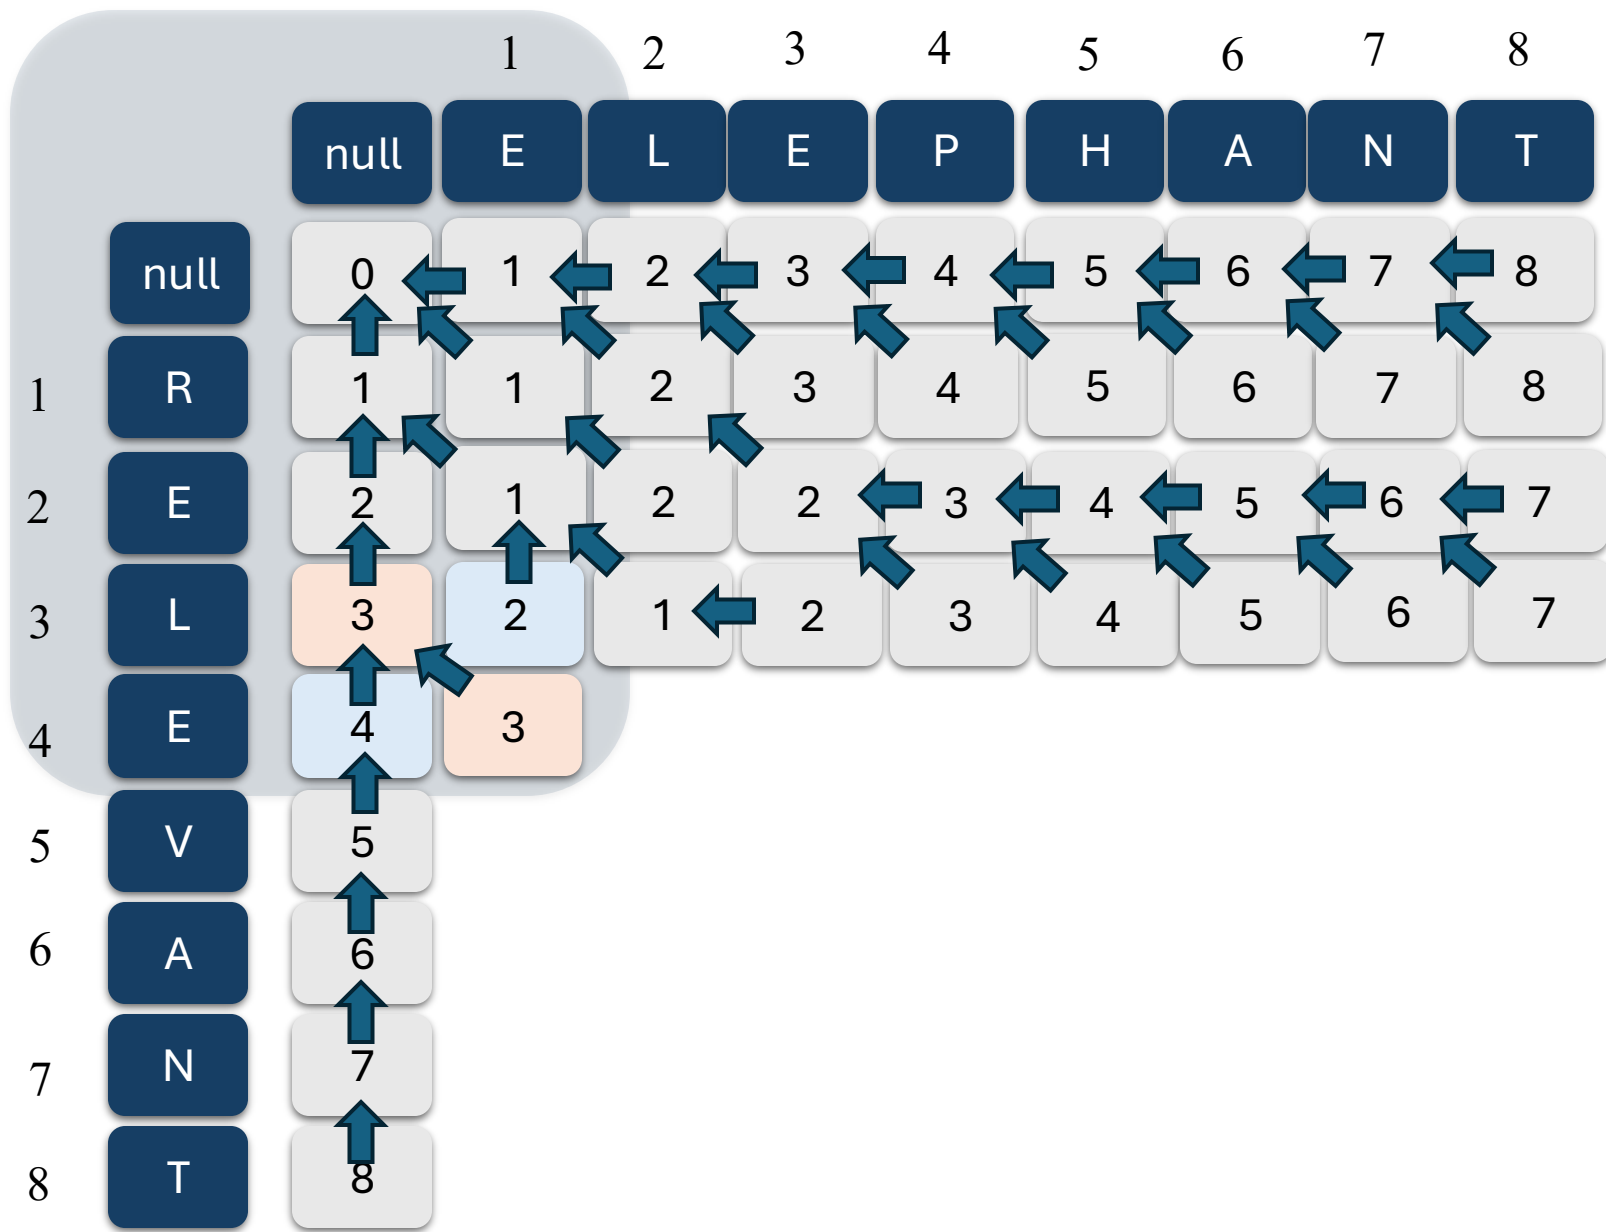 1 2 3 4 5 6 7 8
null E L E P H A N T
null 0 1 2 3 4 5 6 7 8
1 R 1 1 2 3 4 5 6 7 8
2 E 2 1 2 2 3 4 5 6 7
3 L 3 2 1 2 3 4 5 6 7
4 E 4 3
5 V 5
6 A 6
7 N 7
8 T 8